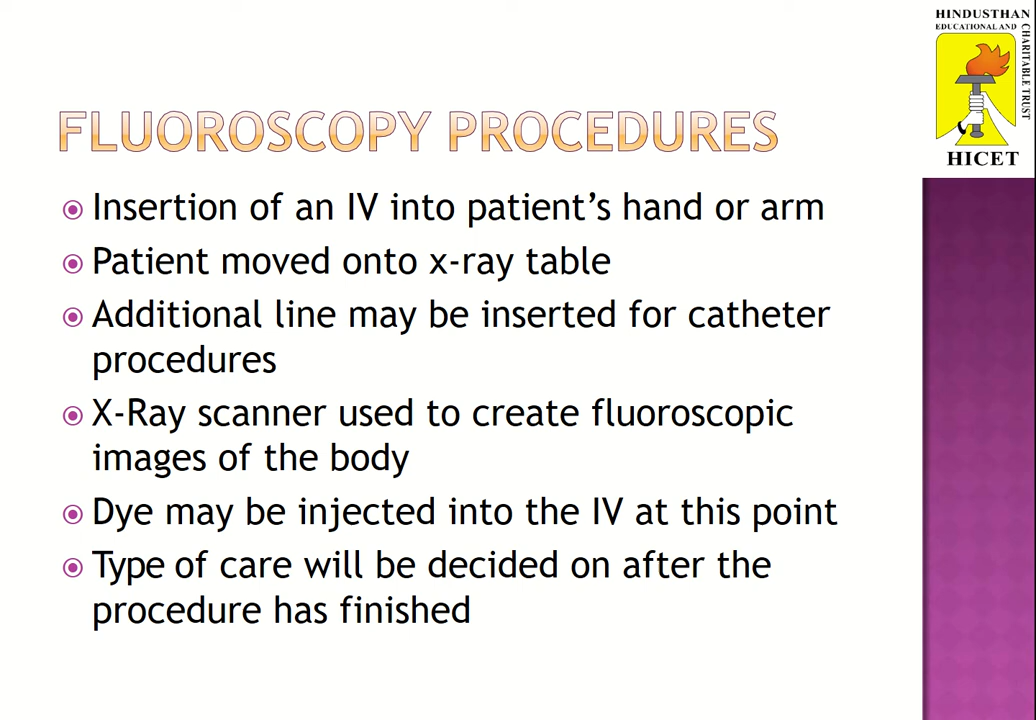 HINDUSTHAN
EDUCATIONAL AND
CHARITABLE TRUST
HICET
FLUOROSCOPY PROCEDURES
Insertion of an IV into patient’s hand or arm
Patient moved onto x-ray table
Additional line may be inserted for catheter
procedures
X-Ray scanner used to create fluoroscopic
images of the body
Dye may be injected into the IV at this point
Type of care will be decided on after the
procedure has finished